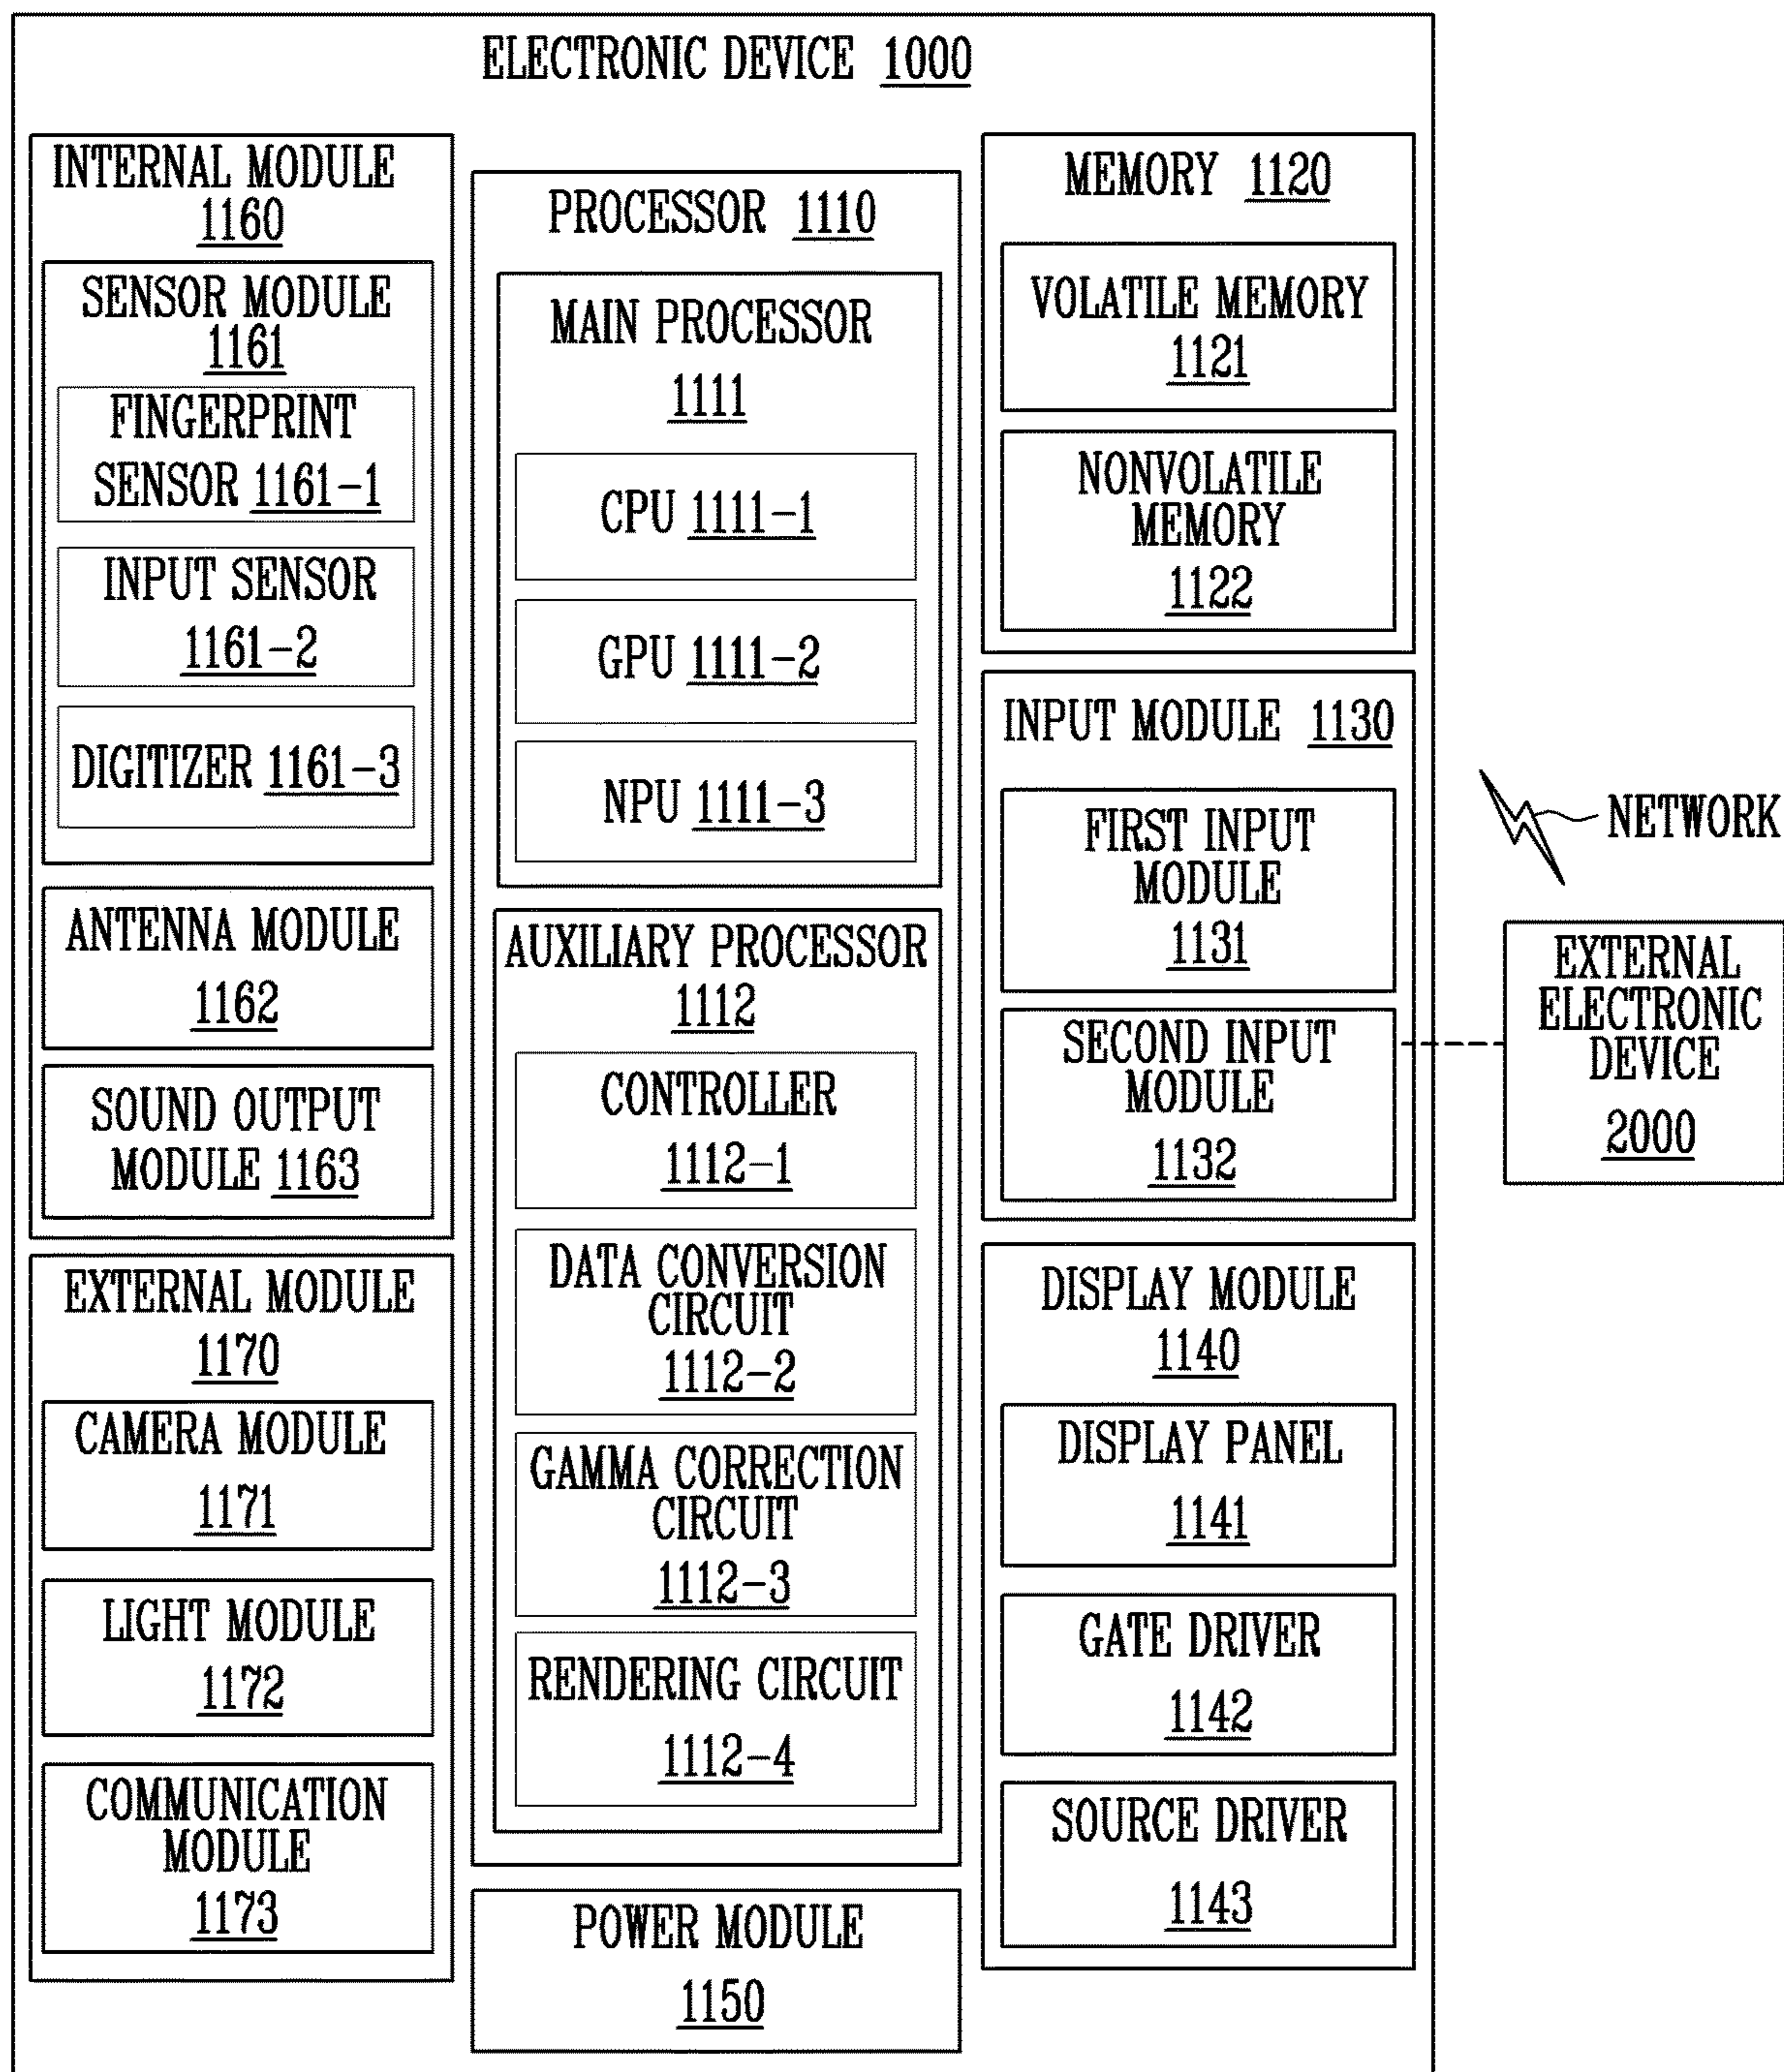 ELECTRONIC DEVICE 1000
INTERNAL MODULE
1160
SENSOR MODULE
1161
FINGERPRINT
SENSOR 1161-1
INPUT SENSOR
1161-2
DIGITIZER 1161-3
ANTENNA MODULE
1162
SOUND OUTPUT
MODULE 1163
EXTERNAL MODULE
1170
CAMERA MODULE
1171
LIGHT MODULE
1172
COMMUNICATION
MODULE
1173
PROCESSOR 1110
MAIN PROCESSOR
1111
CPU 1111-1
GPU 1111-2
NPU 1111-3
AUXILIARY PROCESSOR
1112
CONTROLLER
1112-1
DATA CONVERSION
CIRCUIT
1112-2
GAMMA CORRECTION
CIRCUIT
1112-3
RENDERING CIRCUIT
1112-4
POWER MODULE
1150
MEMORY 1120
VOLATILE MEMORY
1121
NONVOLATILE
MEMORY
1122
INPUT MODULE 1130
FIRST INPUT
MODULE
1131
SECOND INPUT
MODULE
1132
DISPLAY MODULE
1140
DISPLAY PANEL
1141
GATE DRIVER
1142
SOURCE DRIVER
1143
NETWORK
EXTERNAL
ELECTRONIC
DEVICE
2000